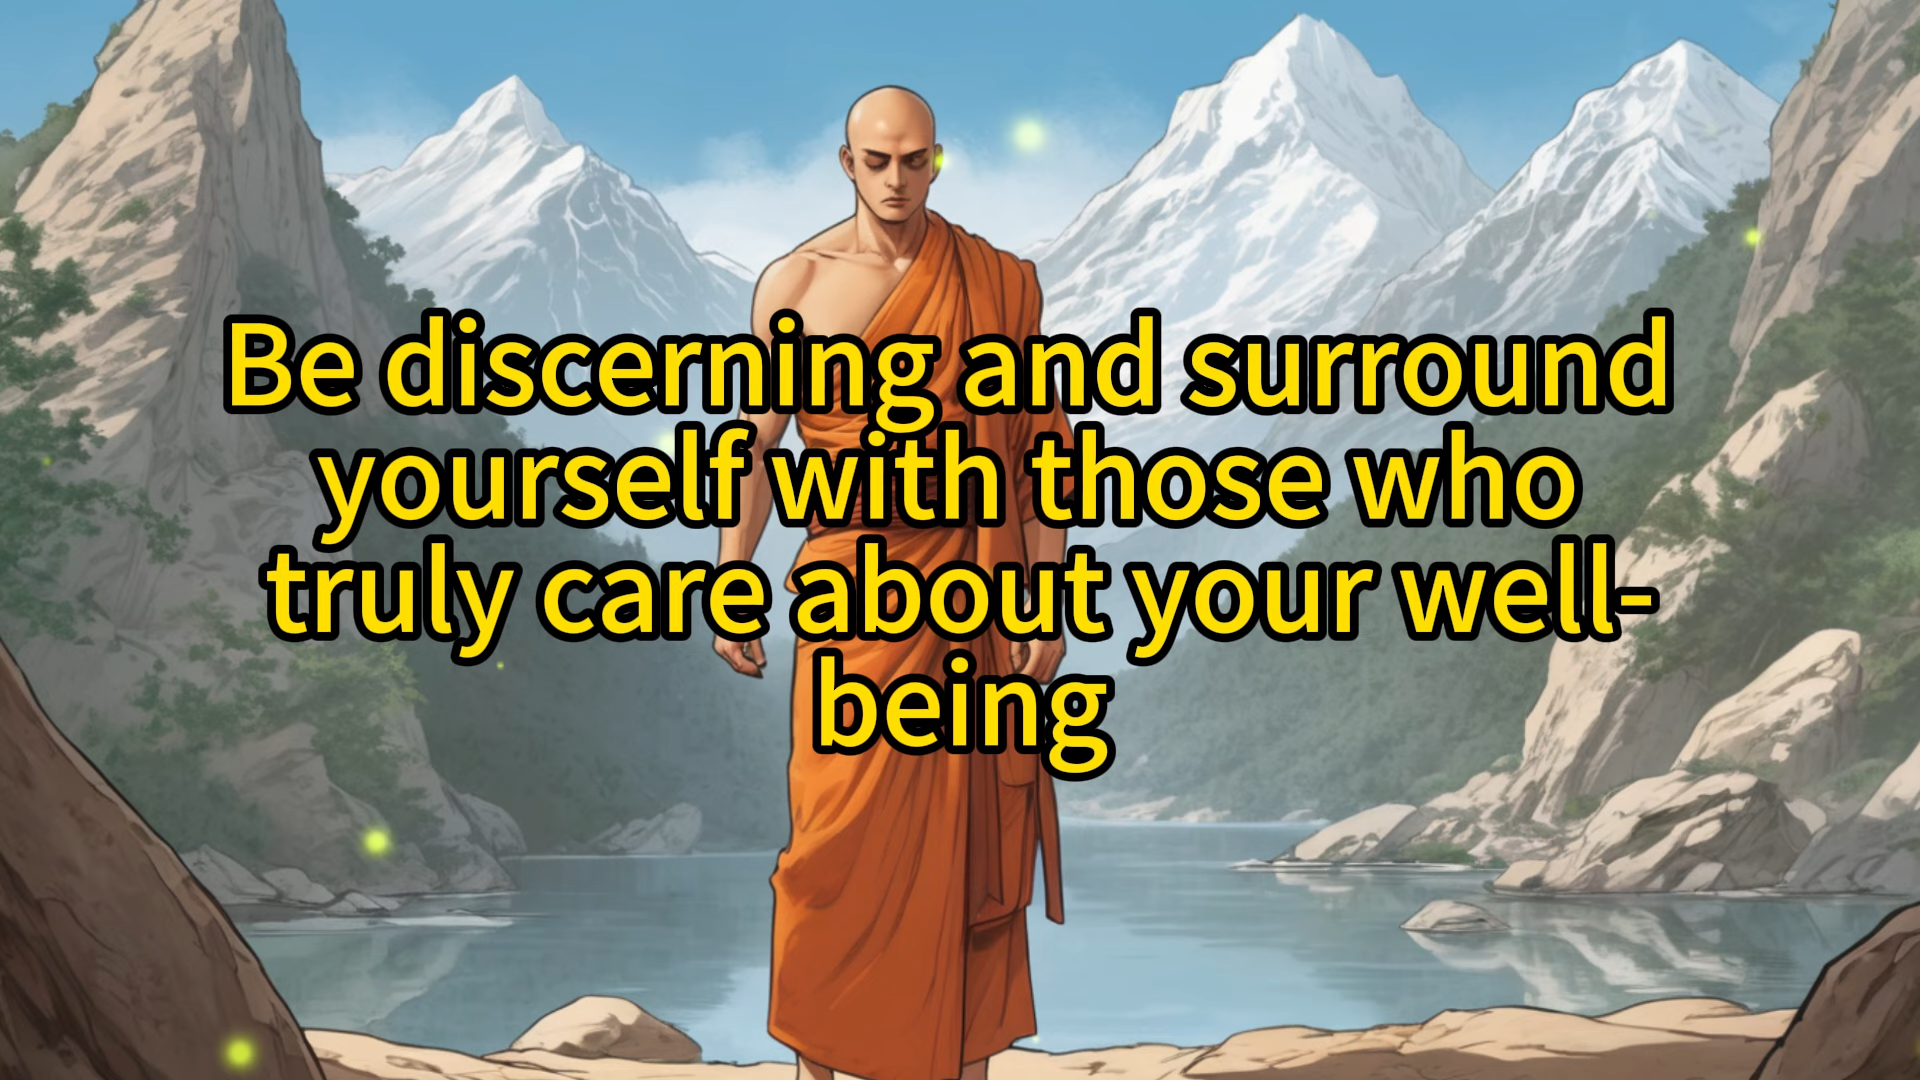 Be discerning and surround
yourself with those who
truly care about your well-
being